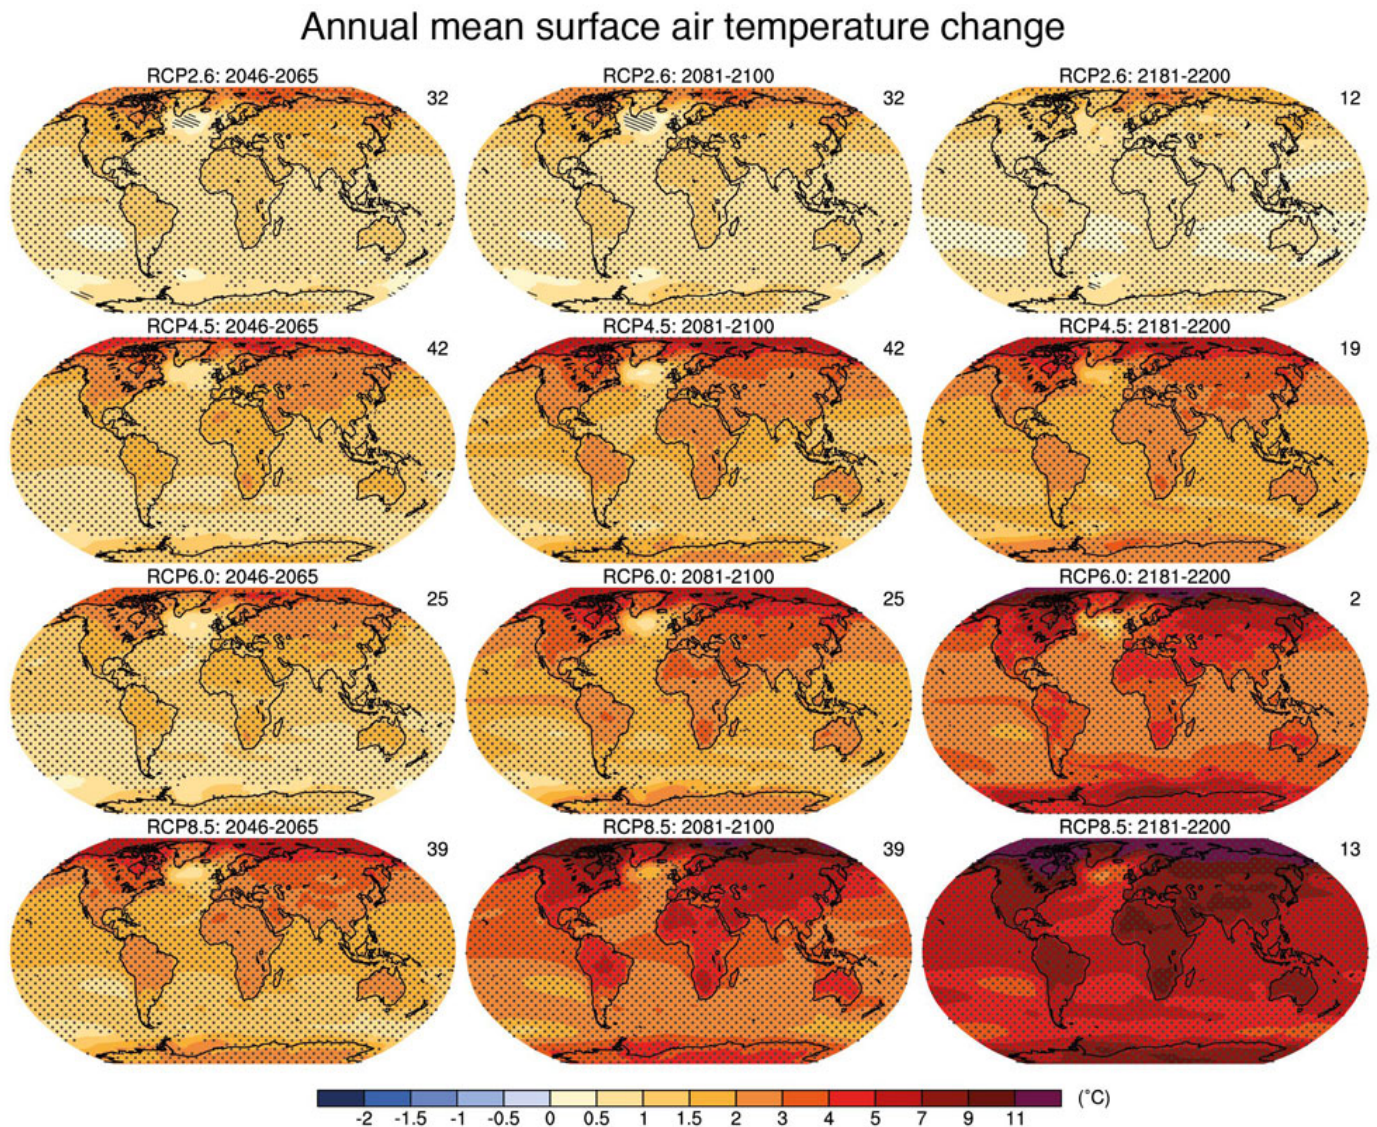 Annual mean surface air temperature change
RCP2.6: 2046-2065
32
RCP2.6: 2081-2100
32
RCP2.6: 2181-2200
12
RCP4.5: 2046-2065
42
RCP4.5: 2081-2100
42
RCP4.5: 2181-2200
19
RCP6.0: 2046-2065
25
RCP6.0: 2081-2100
25
RCP6.0: 2181-2200
2
RCP8.5: 2046-2065
39
RCP8.5: 2081-2100
39
RCP8.5: 2181-2200
13
(°C)
-2 -1.5 -1 -0.5 0 0.5 1 1.5 2 3 4 5 7 9 11